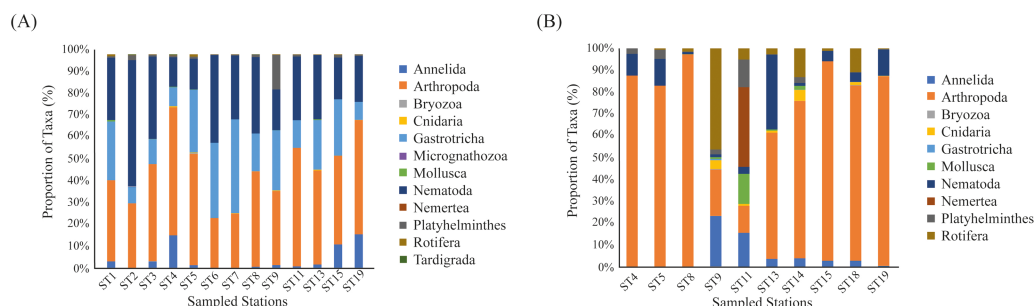 (A)
Proportion of Taxa (%)
100%
90%
80%
70%
60%
50%
40%
30%
20%
10%
0%
ST1
ST2
ST3
ST4
ST5
ST6
ST7
ST8
ST9
ST11
ST13
ST15
ST19
Sampled Stations
Annelida
Arthropoda
Bryozoa
Cnidaria
Gastrotricha
Micrognathozoa
Mollusca
Nematoda
Nemertea
Platyhelminthes
Rotifera
Tardigrada
(B)
Proportion of Taxa (%)
100%
90%
80%
70%
60%
50%
40%
30%
20%
10%
0%
ST4
ST5
ST8
ST9
ST11
ST13
ST14
ST15
ST18
ST19
Sampled Stations
Annelida
Arthropoda
Bryozoa
Cnidaria
Gastrotricha
Mollusca
Nematoda
Nemertea
Platyhelminthes
Rotifera